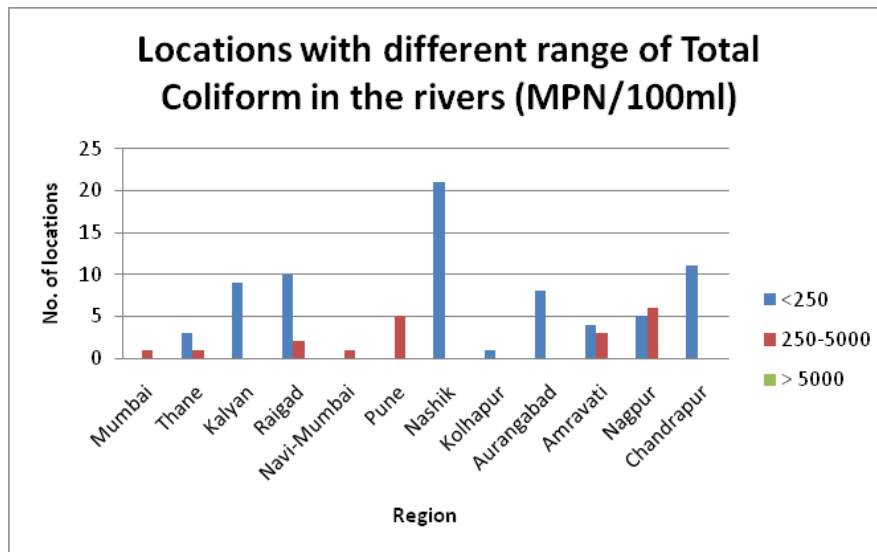 Locations with different range of Total
Coliform in the rivers (MPN/100ml)
25
20
15
10
5
0
No. of locations
Mumbai
Thane
Kalyan
Raigad
Navi-Mumbai
Pune
Nashik
Kolhapur
Aurangabad
Amravati
Nagpur
Chandrapur
Region
<250
250-5000
> 5000